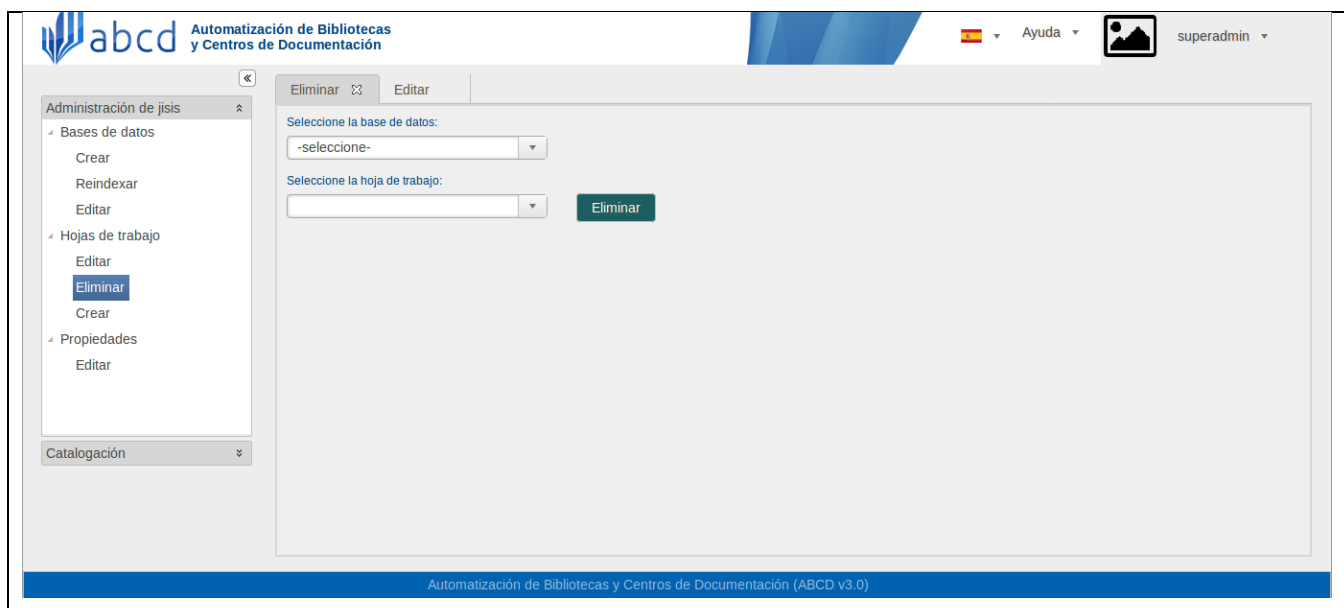 abcd
Automatización de Bibliotecas
y Centros de Documentación
Ayuda
superadmin
Administración de jisis
Bases de datos
Crear
Reindexar
Editar
Hojas de trabajo
Editar
Eliminar
Crear
Propiedades
Editar
Catalogación
Eliminar
Editar
Seleccione la base de datos:
-seleccione-
Seleccione la hoja de trabajo:
Eliminar
Automatización de Bibliotecas y Centros de Documentación (ABCD v3.0)